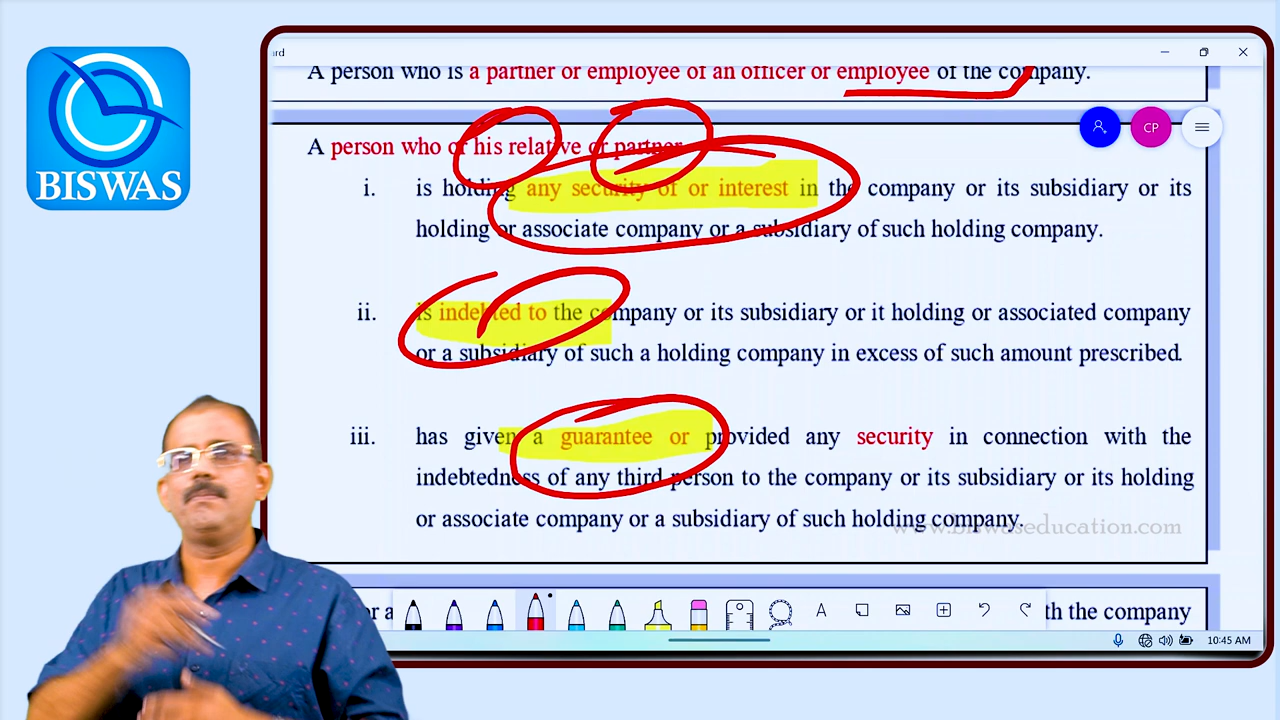 ard
A person who is a partner or employee of an officer or employee of the company.
CP
A person who or his relative or partner
BISWAS
i. is holding any security of or interest in the company or its subsidiary or its
holding or associate company or a subsidiary of such holding company.
ii. is indebted to the company or its subsidiary or it holding or associated company
or a subsidiary of such a holding company in excess of such amount prescribed.
iii. has given a guarantee or provided any security in connection with the
indebtedness of any third person to the company or its subsidiary or its holding
or associate company or a subsidiary of such holding company.
www.biswaseducation.com
or a
th the company
A
10:45 AM